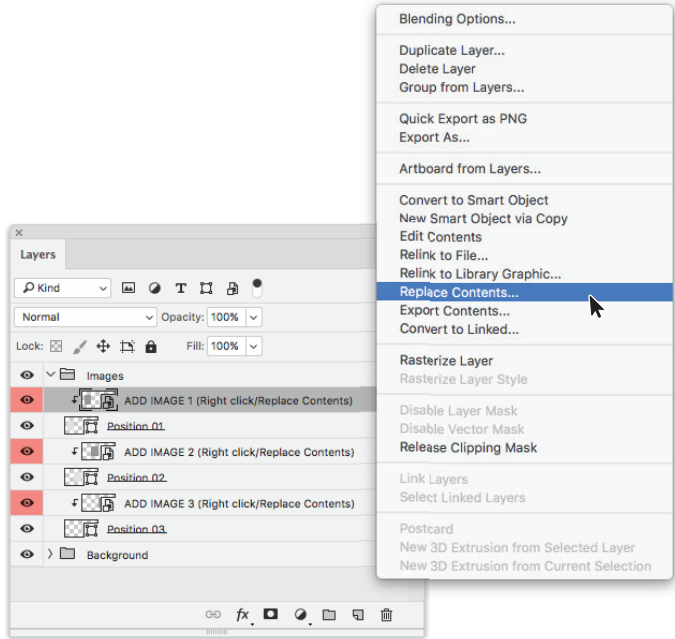 Blending Options...
Duplicate Layer...
Delete Layer
Group from Layers...
Quick Export as PNG
Export As...
Artboard from Layers...
Convert to Smart Object
New Smart Object via Copy
Edit Contents
Relink to File...
Relink to Library Graphic...
Replace Contents...
Export Contents...
Convert to Linked...
Rasterize Layer
Rasterize Layer Style
Disable Layer Mask
Disable Vector Mask
Release Clipping Mask
Link Layers
Select Linked Layers
Postcard
New 3D Extrusion from Selected Layer
New 3D Extrusion from Current Selection
Layers
Kind
Normal Opacity: 100%
Lock: Fill: 100%
Images
ADD IMAGE 1 (Right click/Replace Contents)
Position 01
ADD IMAGE 2 (Right click/Replace Contents)
Position 02
ADD IMAGE 3 (Right click/Replace Contents)
Position 03
Background
fx